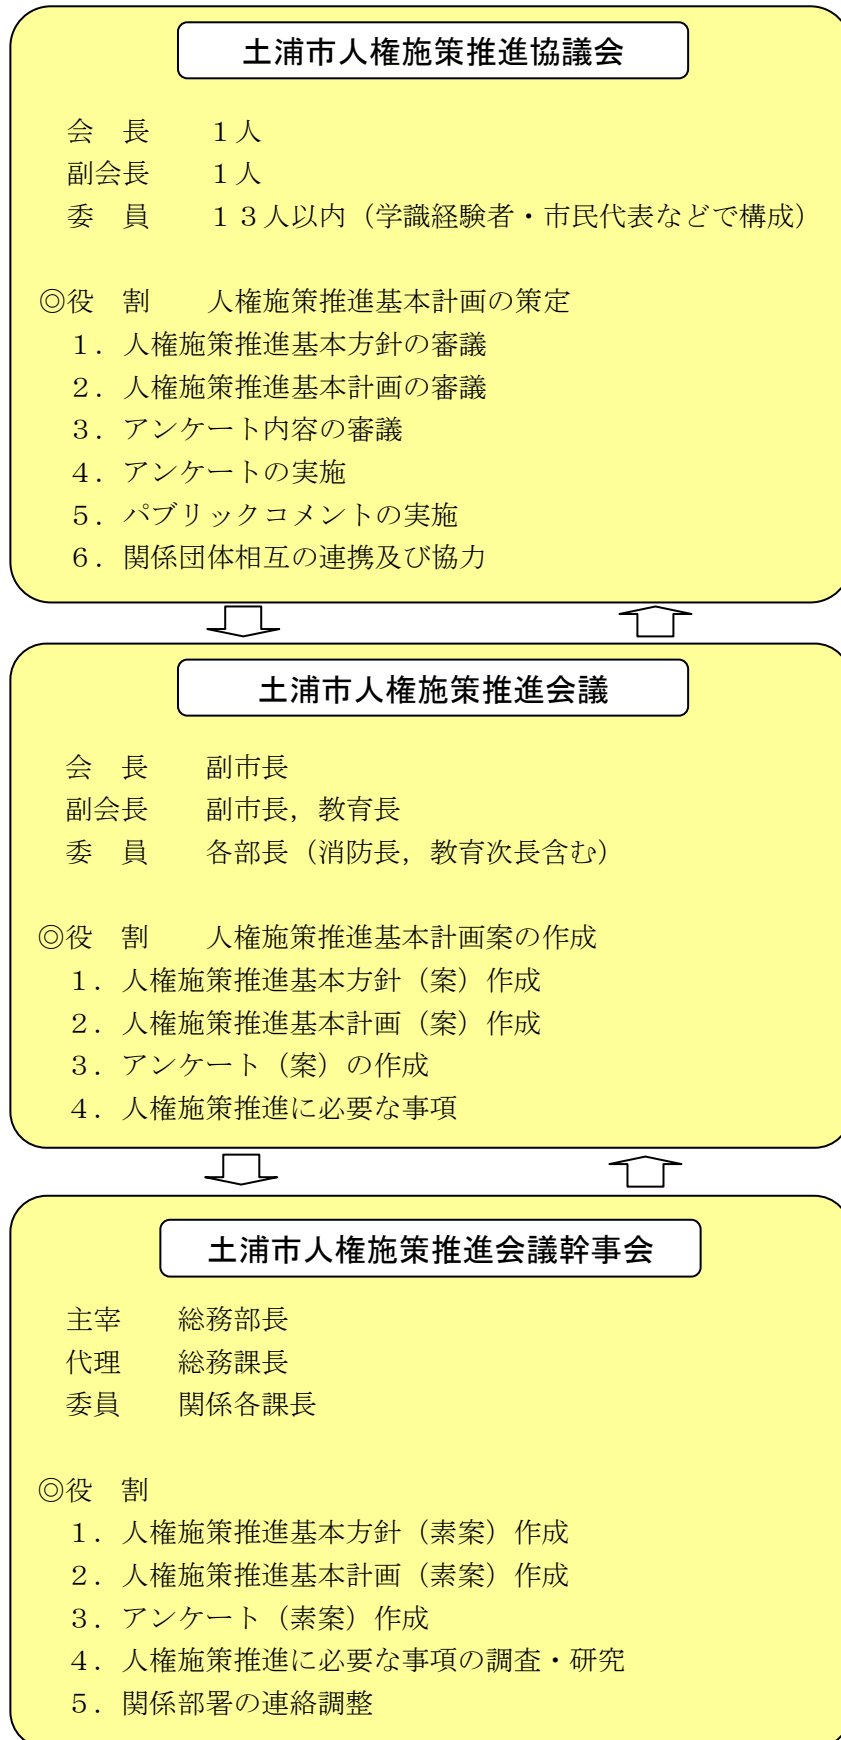 土浦市人権施策推進協議会
会　長　　１人
副会長　　１人
委　員　　１３人以内（学識経験者・市民代表などで構成）
◎役　割　　人権施策推進基本計画の策定
１．人権施策推進基本方針の審議
２．人権施策推進基本計画の審議
３．アンケート内容の審議
４．アンケートの実施
５．パブリックコメントの実施
６．関係団体相互の連携及び協力
土浦市人権施策推進会議
会　長　　副市長
副会長　　副市長，教育長
委　員　　各部長（消防長，教育次長含む）
◎役　割　　人権施策推進基本計画案の作成
１．人権施策推進基本方針（案）作成
２．人権施策推進基本計画（案）作成
３．アンケート（案）の作成
４．人権施策推進に必要な事項
土浦市人権施策推進会議幹事会
主宰　　総務部長
代理　　総務課長
委員　　関係各課長
◎役　割
１．人権施策推進基本方針（素案）作成
２．人権施策推進基本計画（素案）作成
３．アンケート（素案）作成
４．人権施策推進に必要な事項の調査・研究
５．関係部署の連絡調整